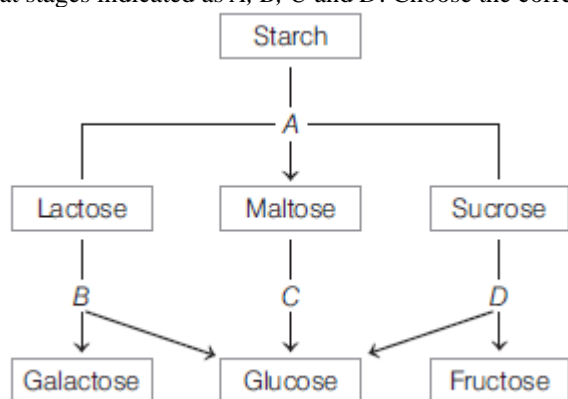 at stages indicated as A, B, C and D? Choose the corre
Starch
A
Lactose Maltose Sucrose
B C D
Galactose Glucose Fructose